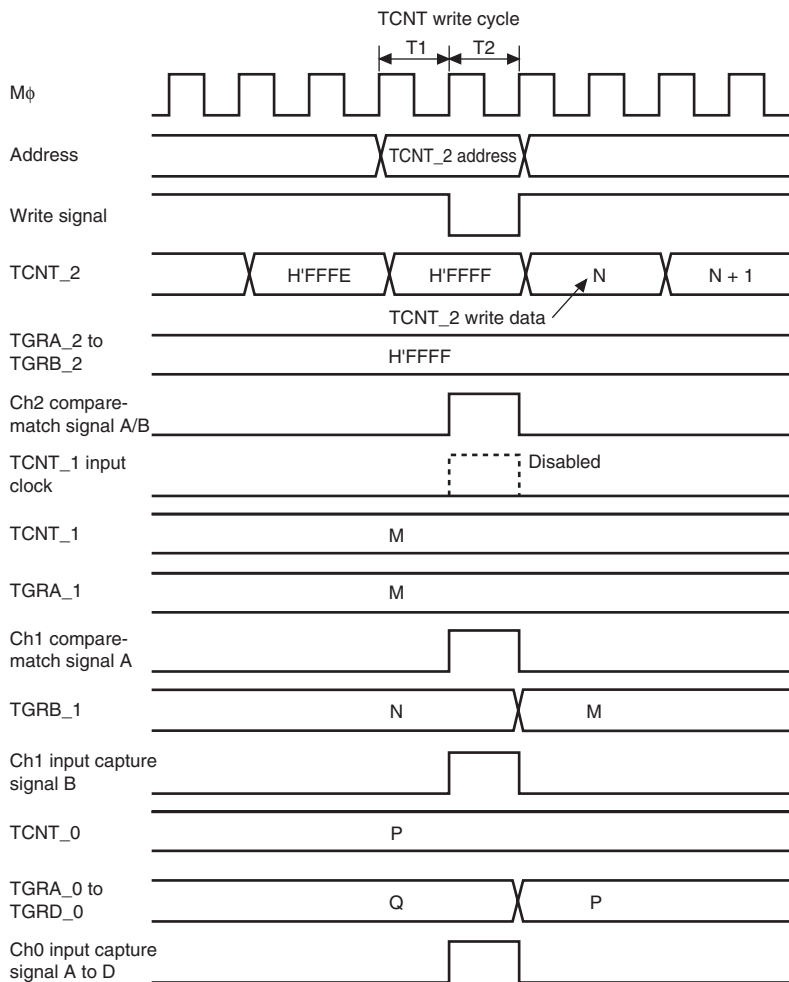 TCNT write cycle
T1 T2
Mϕ
Address TCNT_2 address
Write signal
TCNT_2 H'FFFE H'FFFF N N + 1
TCNT_2 write data
TGRA_2 to
TGRB_2 H'FFFF
Ch2 compare-
match signal A/B
TCNT_1 input Disabled
clock
TCNT_1 M
TGRA_1 M
Ch1 compare-
match signal A
TGRB_1 N M
Ch1 input capture
signal B
TCNT_0 P
TGRA_0 to
TGRD_0 Q P
Ch0 input capture
signal A to D